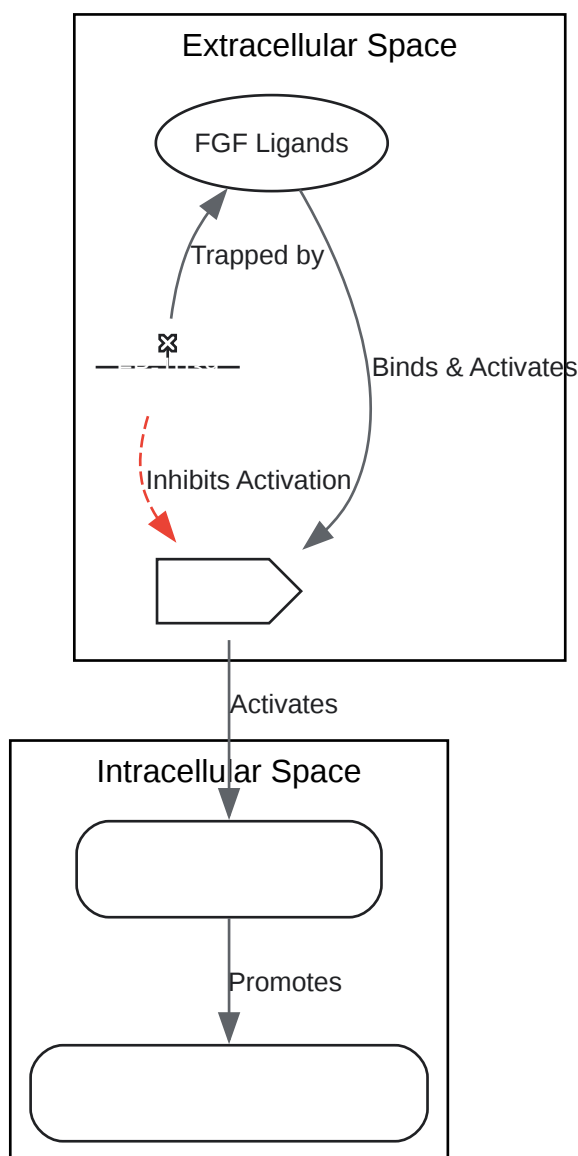 Extracellular Space
FGF Ligands
Trapped by
Binds & Activates
Inhibits Activation
Activates
Intracellular Space
Promotes